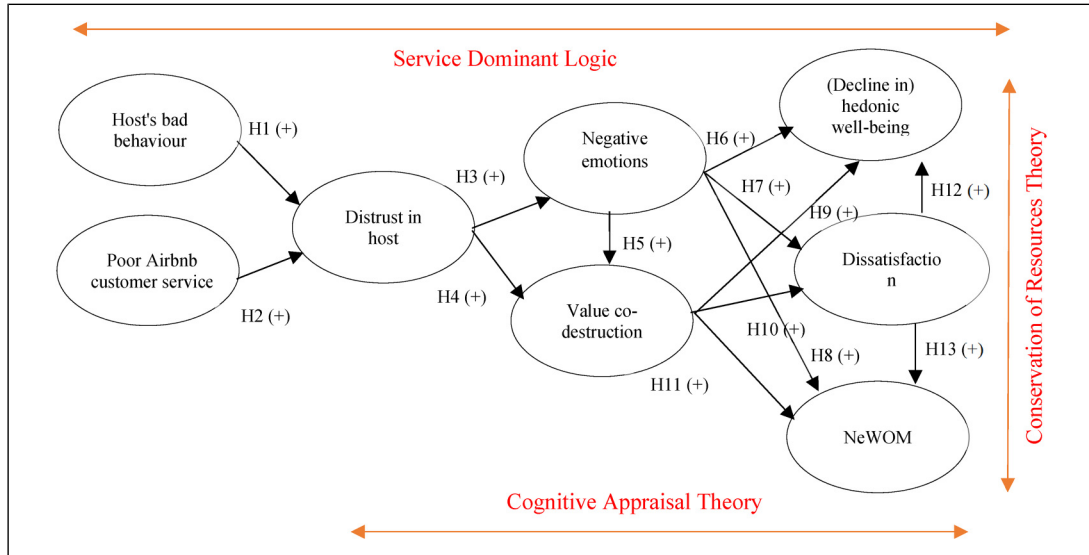 Service Dominant Logic
Host's bad
behaviour
H1 (+)
Poor Airbnb
customer service
H2 (+)
Distrust in
host
H3 (+)
H4 (+)
Negative
emotions
H5 (+)
Value co-
destruction
H6 (+)
H7 (+)
H9 (+)
H10 (+)
H8 (+)
H11 (+)
(Decline in)
hedonic
well-being
H12 (+)
Dissatisfactio
n
H13 (+)
NeWOM
Conservation of Resources Theory
Cognitive Appraisal Theory